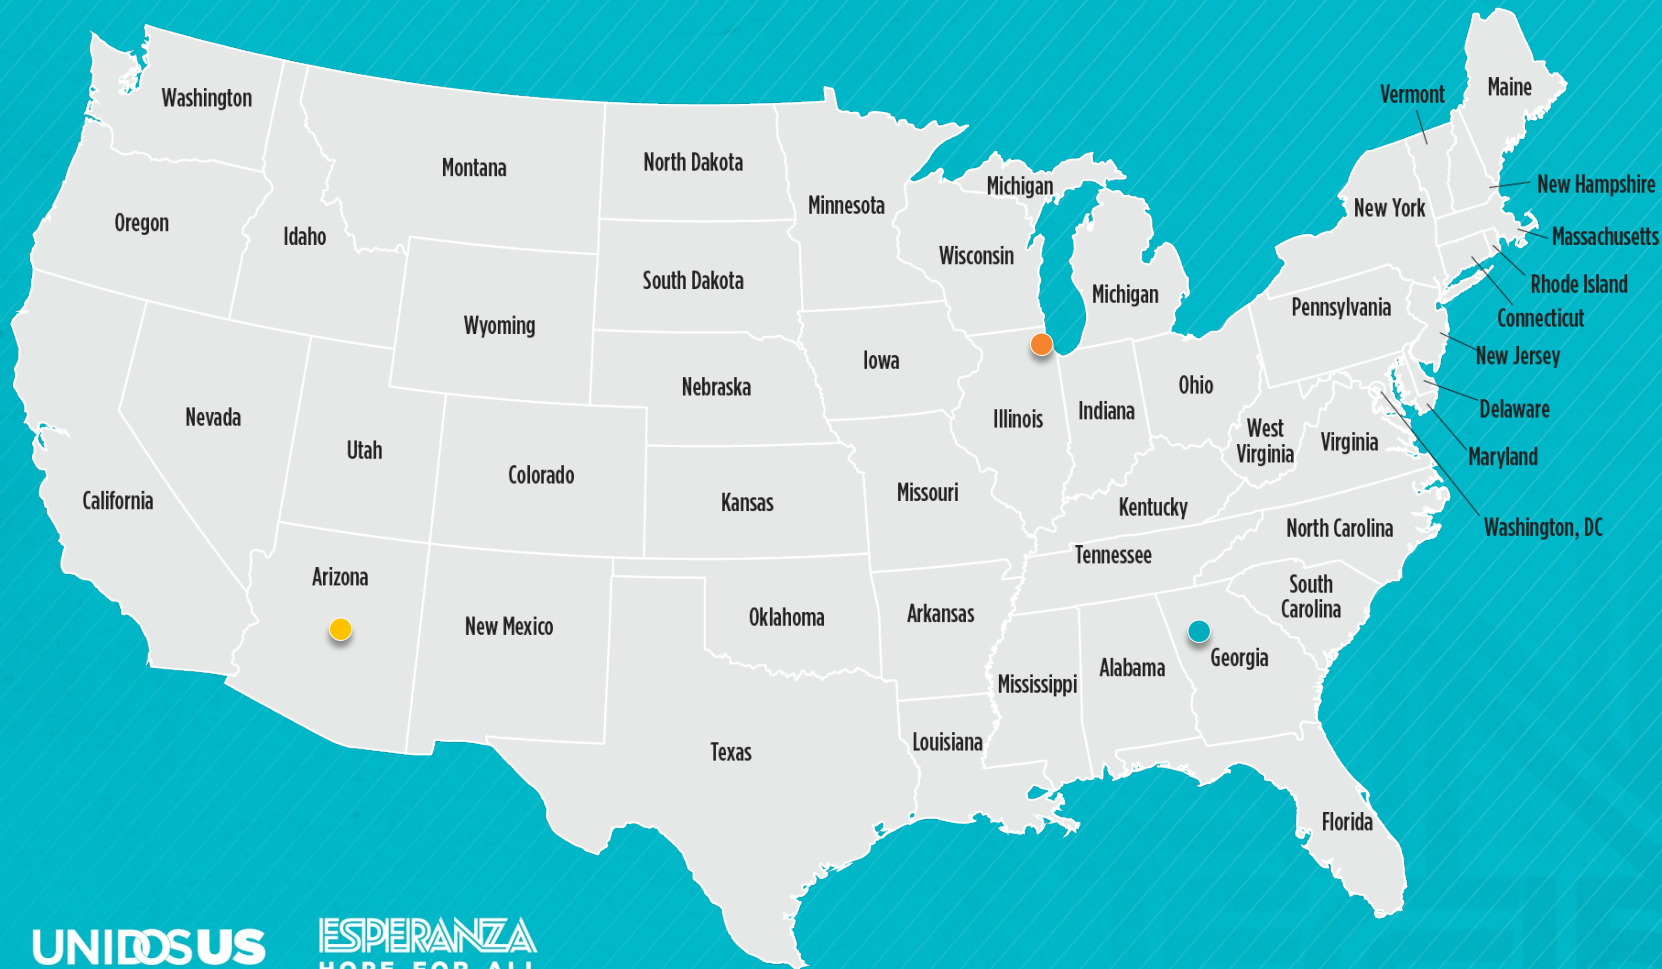 Washington
Montana
North Dakota
Minnesota
Michigan
Vermont
Maine
Oregon
Idaho
South Dakota
Wisconsin
Michigan
New York
New Hampshire
Massachusetts
Rhode Island
Connecticut
Wyoming
Pennsylvania
New Jersey
Nebraska
Iowa
Illinois
Indiana
Ohio
Delaware
Nevada
Utah
Colorado
Kansas
Missouri
West
Virginia
Virginia
Maryland
California
Kentucky
Washington, DC
North Carolina
Tennessee
Arizona
New Mexico
Oklahoma
Arkansas
South
Carolina
Mississippi
Alabama
Georgia
Texas
Louisiana
Florida
UNIDOSUS
ESPERANZA
HOPE FOR ALL